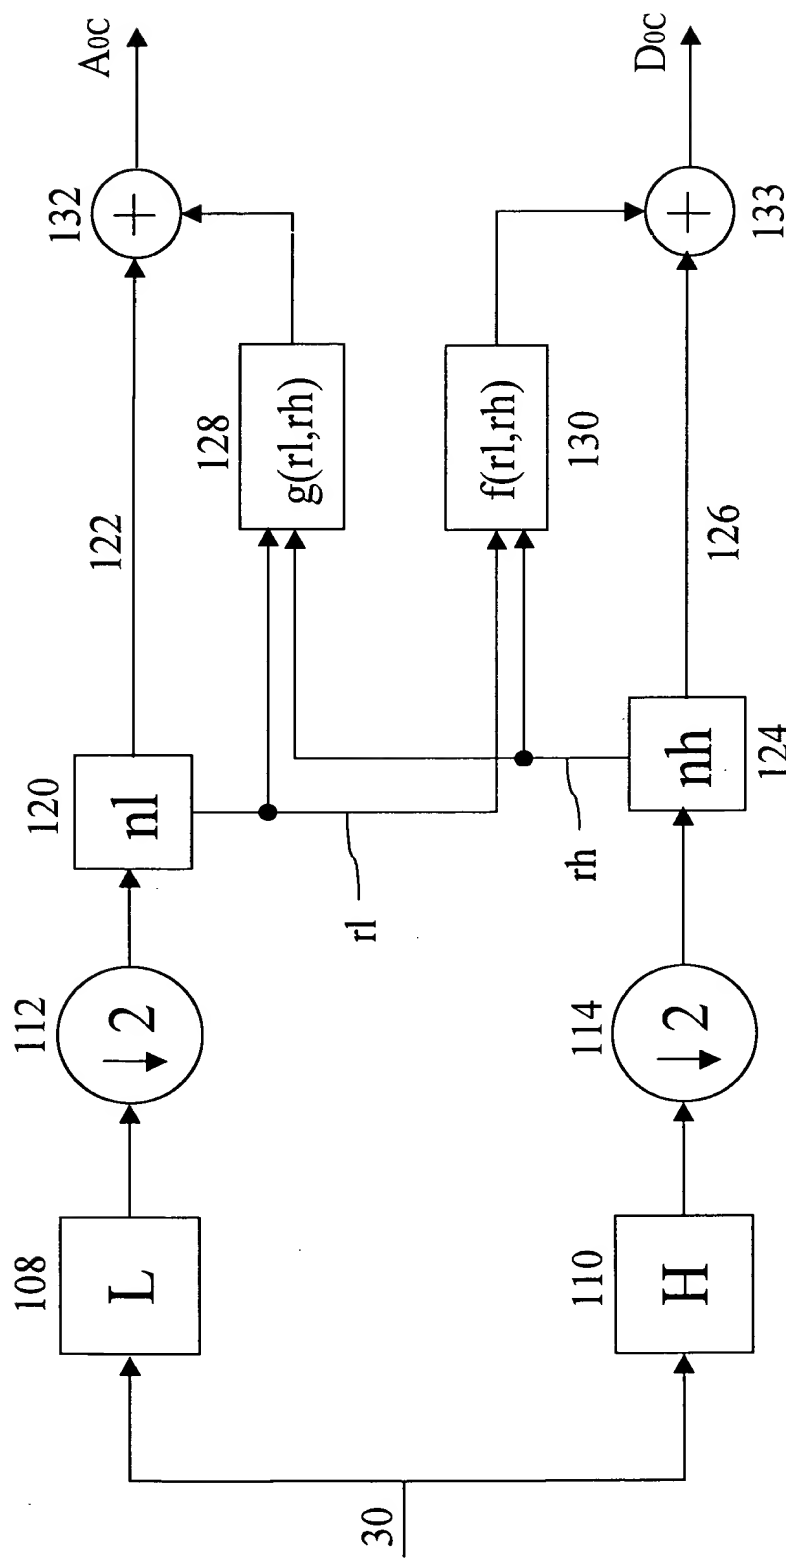 30
108
L
112
↓2
120
nl
122
132
+
A0C
128
g(rl,rh)
rl
rh
130
f(rl,rh)
110
H
114
↓2
124
nh
126
133
+
D0C